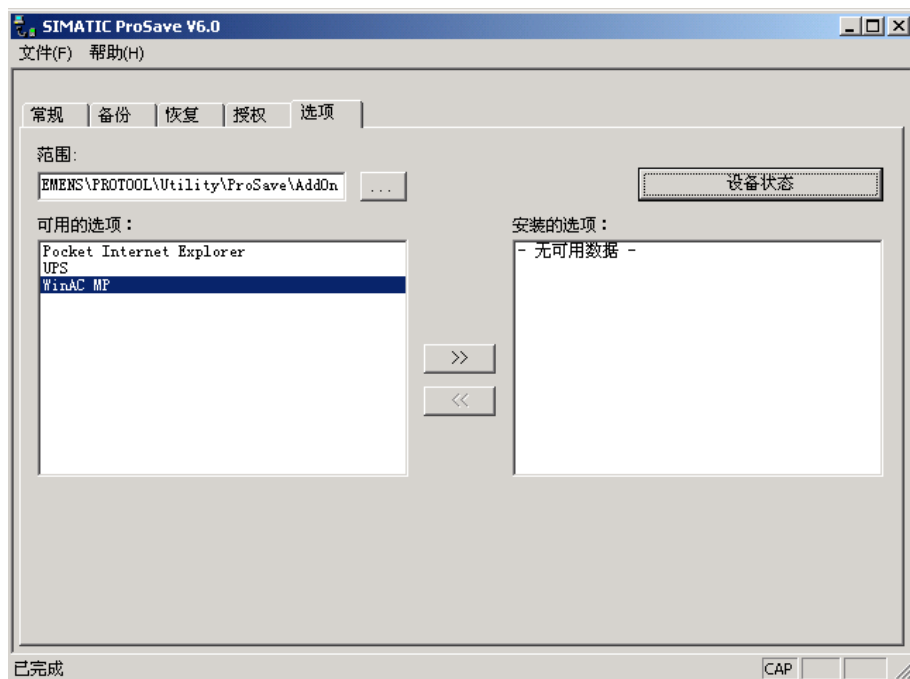 SIMATIC ProSave V6.0
文件(F) 帮助(H)
常规 备份 恢复 授权 选项
范围:
EMENS\PROTOOL\Utility\ProSave\AddOn ... 设备状态
可用的选项： 安装的选项：
Pocket Internet Explorer - 无可用数据 -
UPS
WinAC MP
>>
<<
已完成 CAP